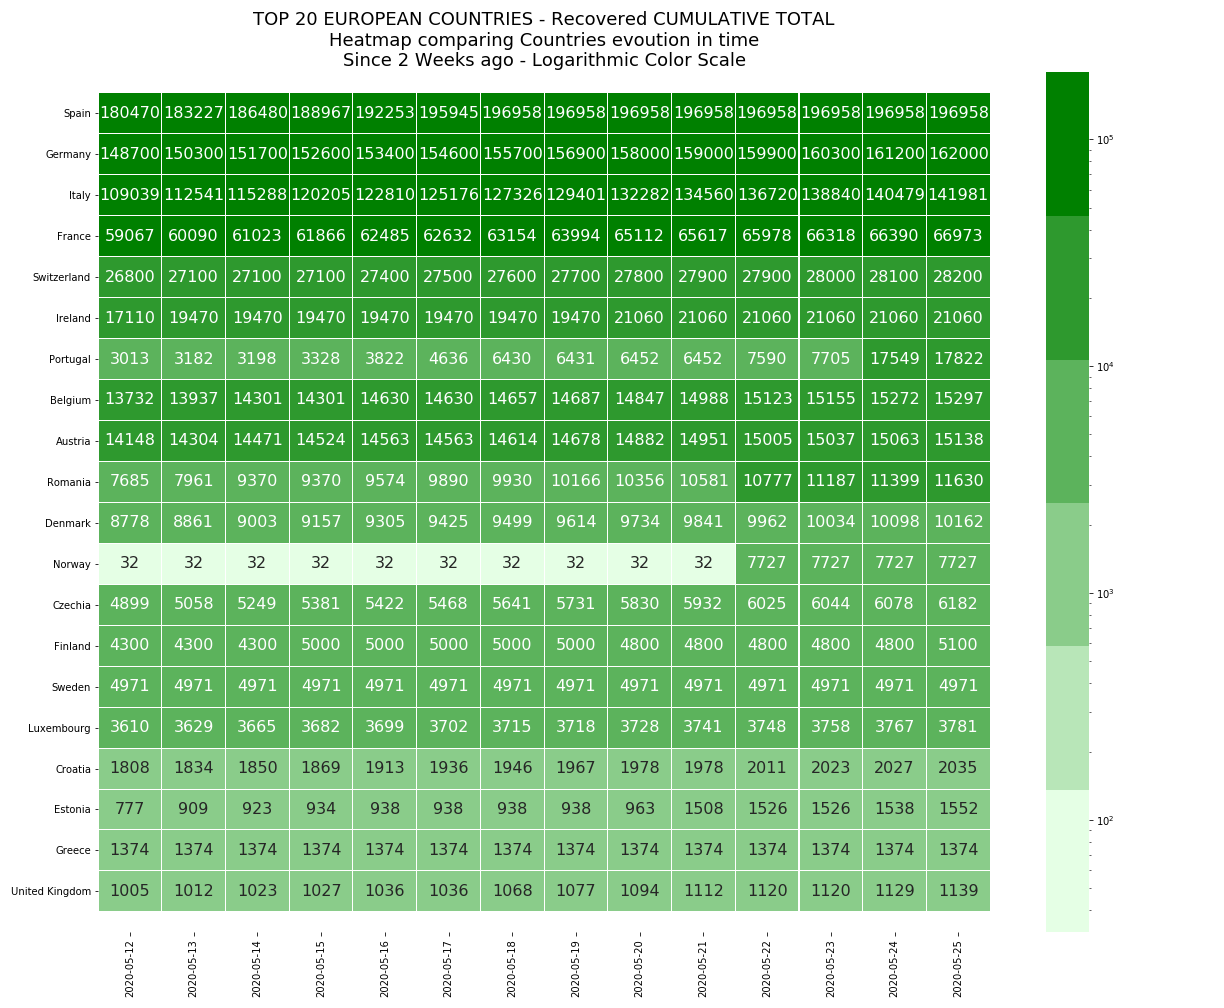 TOP 20 EUROPEAN COUNTRIES - Recovered CUMULATIVE TOTAL
Heatmap comparing Countries evoution in time
Since 2 Weeks ago - Logarithmic Color Scale
Spain 180470 183227 186480 188967 192253 195945 196958 196958 196958 196958 196958 196958 196958 196958
Germany 148700 150300 151700 152600 153400 154600 155700 156900 158000 159000 159900 160300 161200 162000
Italy 109039 112541 115288 120205 122810 125176 127326 129401 132282 134560 136720 138840 140479 141981
France 59067 60090 61023 61866 62485 62632 63154 63994 65112 65617 65978 66318 66390 66973
Switzerland 26800 27100 27100 27100 27400 27500 27600 27700 27800 27900 27900 28000 28100 28200
Ireland 17110 19470 19470 19470 19470 19470 19470 19470 21060 21060 21060 21060 21060 21060
Portugal 3013 3182 3198 3328 3822 4636 6430 6431 6452 6452 7590 7705 17549 17822
Belgium 13732 13937 14301 14301 14630 14630 14657 14687 14847 14988 15123 15155 15272 15297
Austria 14148 14304 14471 14524 14563 14563 14614 14678 14882 14951 15005 15037 15063 15138
Romania 7685 7961 9370 9370 9574 9890 9930 10166 10356 10581 10777 11187 11399 11630
Denmark 8778 8861 9003 9157 9305 9425 9499 9614 9734 9841 9962 10034 10098 10162
Norway 32 32 32 32 32 32 32 32 32 32 7727 7727 7727 7727
Czechia 4899 5058 5249 5381 5422 5468 5641 5731 5830 5932 6025 6044 6078 6182
Finland 4300 4300 4300 5000 5000 5000 5000 5000 4800 4800 4800 4800 4800 5100
Sweden 4971 4971 4971 4971 4971 4971 4971 4971 4971 4971 4971 4971 4971 4971
Luxembourg 3610 3629 3665 3682 3699 3702 3715 3718 3728 3741 3748 3758 3767 3781
Croatia 1808 1834 1850 1869 1913 1936 1946 1967 1978 1978 2011 2023 2027 2035
Estonia 777 909 923 934 938 938 938 938 963 1508 1526 1526 1538 1552
Greece 1374 1374 1374 1374 1374 1374 1374 1374 1374 1374 1374 1374 1374 1374
United Kingdom 1005 1012 1023 1027 1036 1036 1068 1077 1094 1112 1120 1120 1129 1139
2020-05-12 2020-05-13 2020-05-14 2020-05-15 2020-05-16 2020-05-17 2020-05-18 2020-05-19 2020-05-20 2020-05-21 2020-05-22 2020-05-23 2020-05-24 2020-05-25
10⁵
10⁴
10³
10²